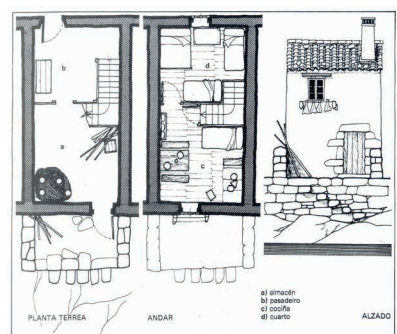 b
a
d
c
a) almacén
b) pasadeiro
c) cociña
d) cuarto
PLANTA TERREA
ANDAR
ALZADO